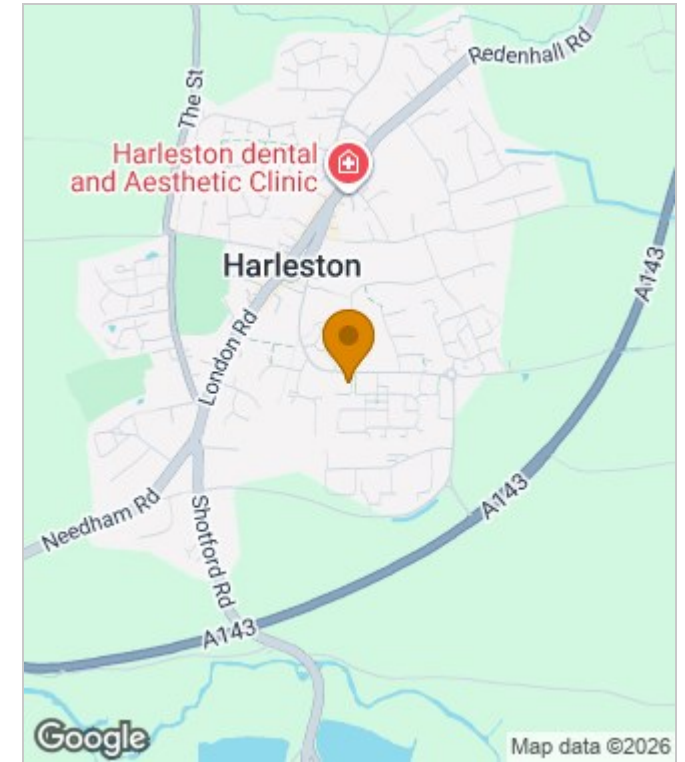 Redenhall Rd
The St
Harleston dental
and Aesthetic Clinic
Harleston
A143
London Rd
A143
Needham Rd
Shotford Rd
A143
Google
Map data ©2026